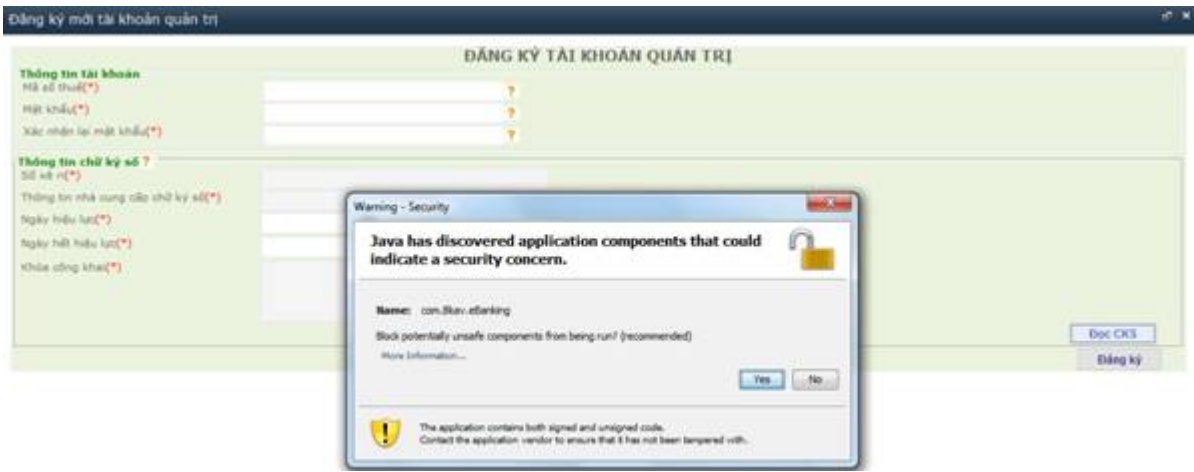 Đăng ký mới tài khoản quản trị
ĐĂNG KÝ TÀI KHOẢN QUẢN TRỊ
Thông tin tài khoản
Mã số thuế(*)
?
Mật khẩu(*)
?
Xác nhận lại mật khẩu(*)
?
Thông tin chữ ký số ?
Số sê ri(*)
Thông tin nhà cung cấp chữ ký số(*)
Ngày hiệu lực(*)
Ngày hết hiệu lực(*)
Khóa công khai(*)
Đọc CKS
Đăng ký
Warning - Security
Java has discovered application components that could
indicate a security concern.
Name: com.Bkav.eBanking
Block potentially unsafe components from being run? (recommended)
More Information...
Yes No
The application contains both signed and unsigned code.
Contact the application vendor to ensure that it has not been tampered with.